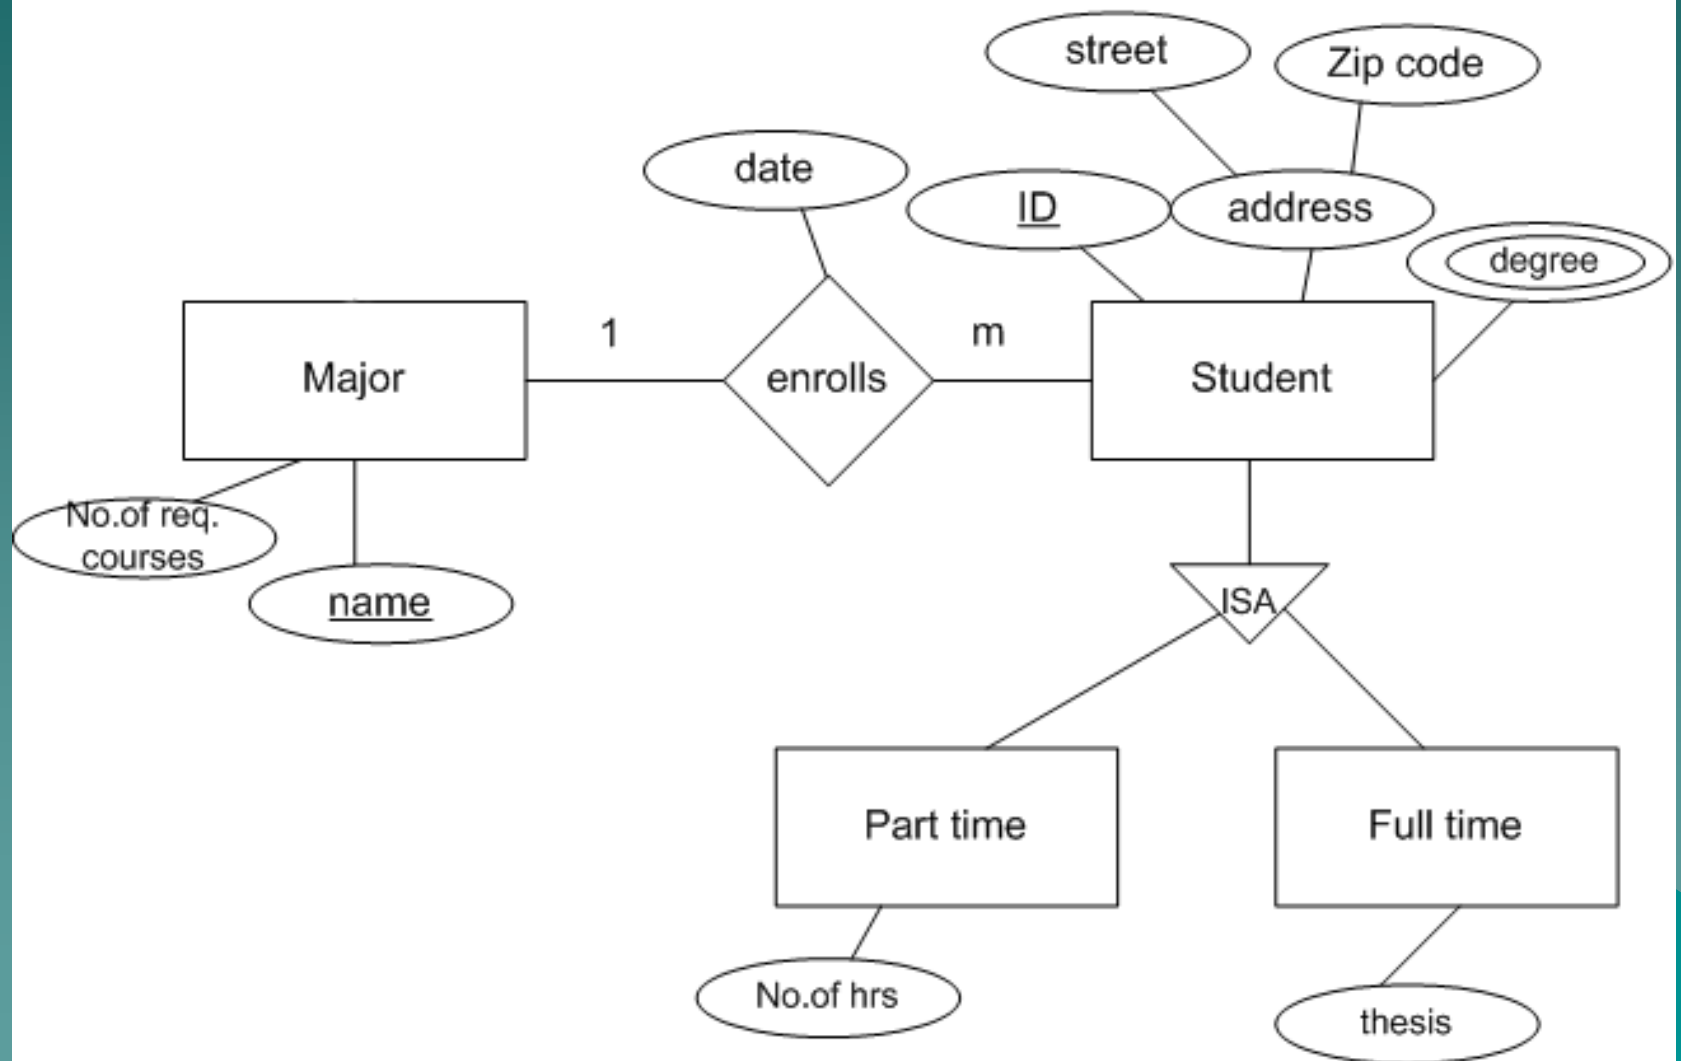 street
Zip code
date
ID
address
degree
1
m
Major
enrolls
Student
No.of req.
courses
name
ISA
Part time
Full time
No.of hrs
thesis